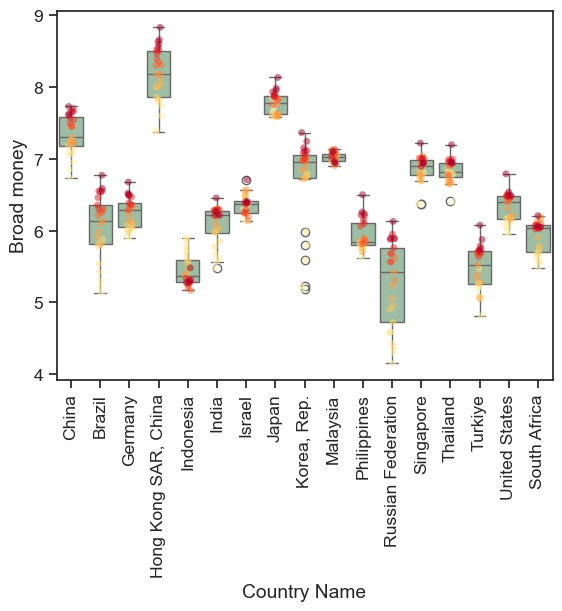 9
8
7
6
5
4
Broad money
China
Brazil
Germany
Hong Kong SAR, China
Indonesia
India
Israel
Japan
Korea, Rep.
Malaysia
Philippines
Russian Federation
Singapore
Thailand
Turkiye
United States
South Africa
Country Name